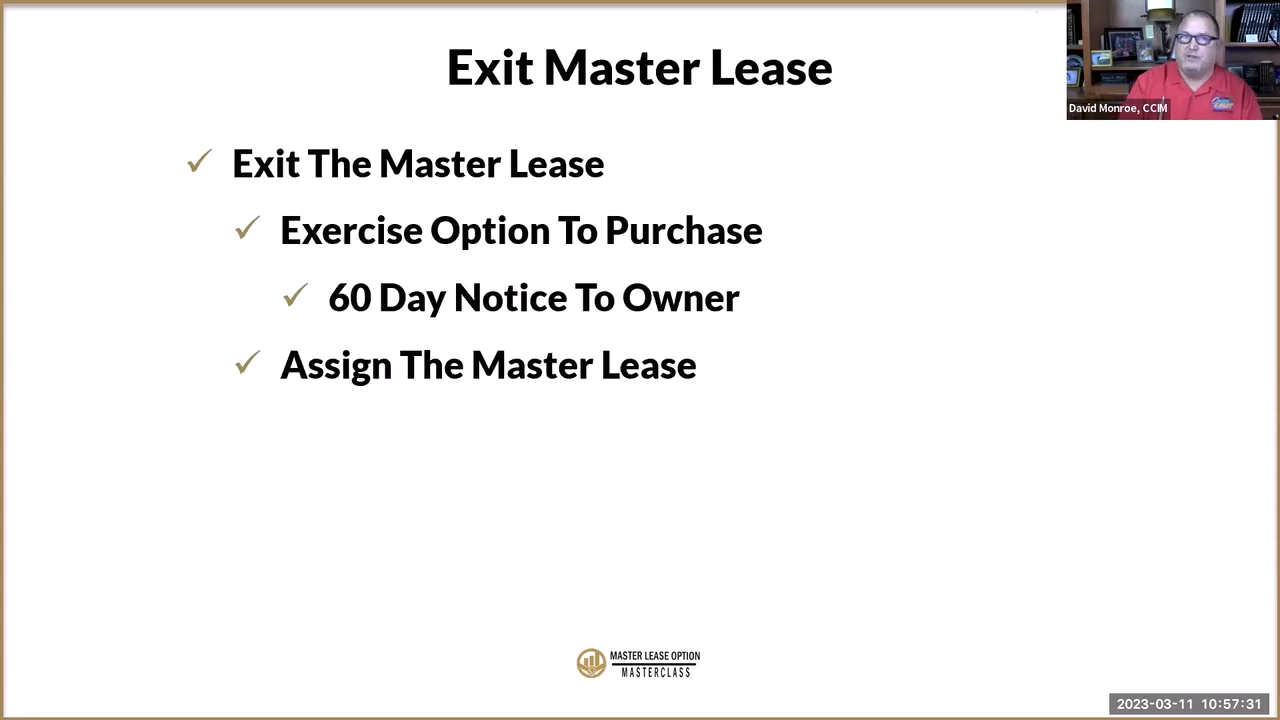 Exit Master Lease
David Monroe, CCIM
Exit The Master Lease
Exercise Option To Purchase
60 Day Notice To Owner
Assign The Master Lease
MASTER LEASE OPTION
MASTERCLASS
2023-03-11 10:57:31